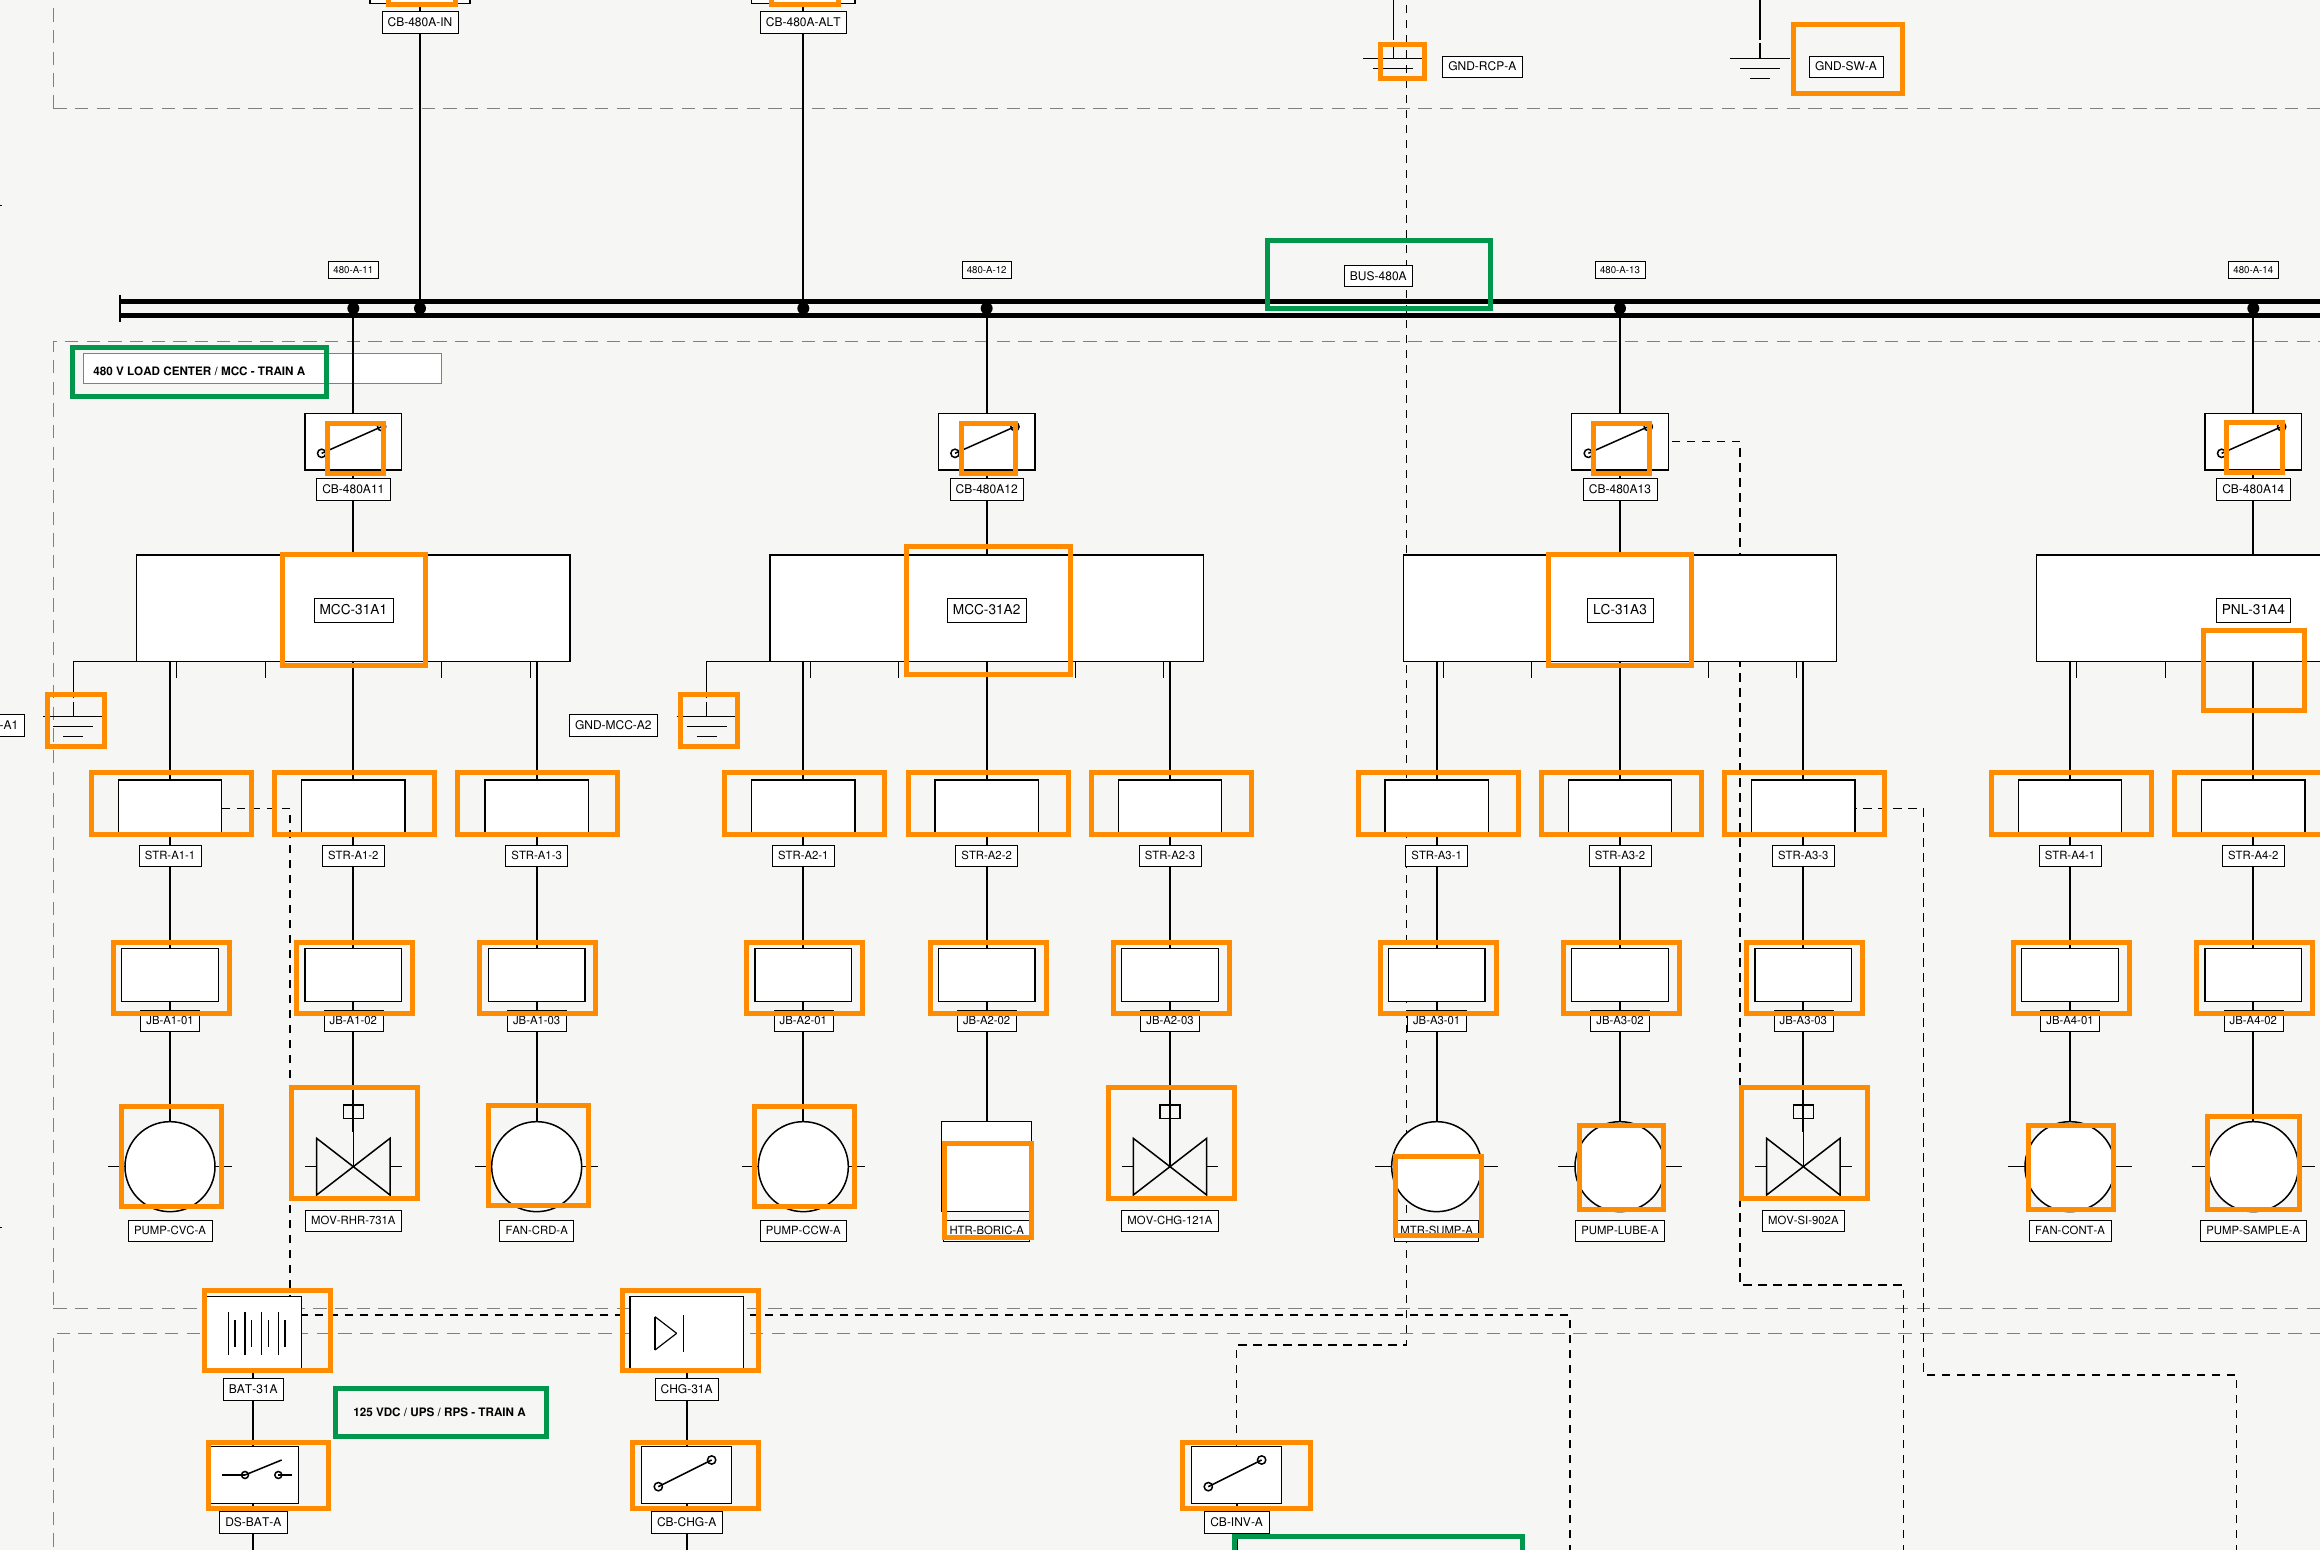 CB-480A-IN
CB-480A-ALT
GND-RCP-A
GND-SW-A
480-A-11
480-A-12
BUS-480A
480-A-13
480-A-14
480 V LOAD CENTER / MCC - TRAIN A
CB-480A11
CB-480A12
CB-480A13
CB-480A14
MCC-31A1
MCC-31A2
LC-31A3
PNL-31A4
-A1
GND-MCC-A2
STR-A1-1
STR-A1-2
STR-A1-3
STR-A2-1
STR-A2-2
STR-A2-3
STR-A3-1
STR-A3-2
STR-A3-3
STR-A4-1
STR-A4-2
JB-A1-01
JB-A1-02
JB-A1-03
JB-A2-01
JB-A2-02
JB-A2-03
JB-A3-01
JB-A3-02
JB-A3-03
JB-A4-01
JB-A4-02
PUMP-CVC-A
MOV-RHR-731A
FAN-CRD-A
PUMP-CCW-A
HTR-BORIC-A
MOV-CHG-121A
MTR-SUMP-A
PUMP-LUBE-A
MOV-SI-902A
FAN-CONT-A
PUMP-SAMPLE-A
BAT-31A
CHG-31A
125 VDC / UPS / RPS - TRAIN A
DS-BAT-A
CB-CHG-A
CB-INV-A